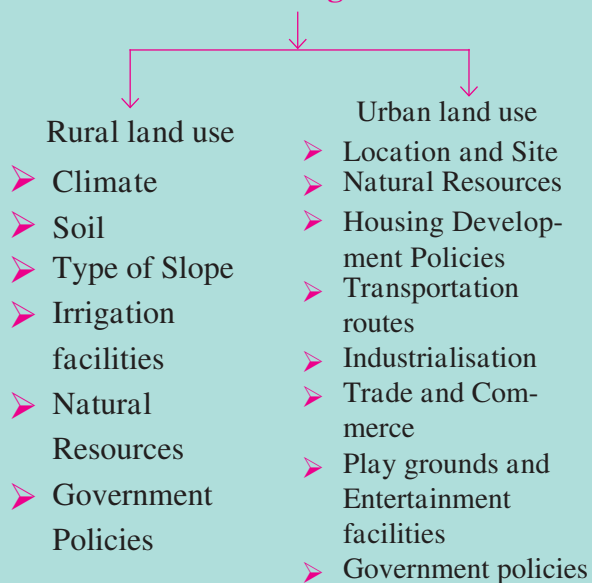 Rural land use
Climate
Soil
Type of Slope
Irrigation
facilities
Natural
Resources
Government
Policies
Urban land use
Location and Site
Natural Resources
Housing Develop-
ment Policies
Transportation
routes
Industrialisation
Trade and Com-
merce
Play grounds and
Entertainment
facilities
Government policies